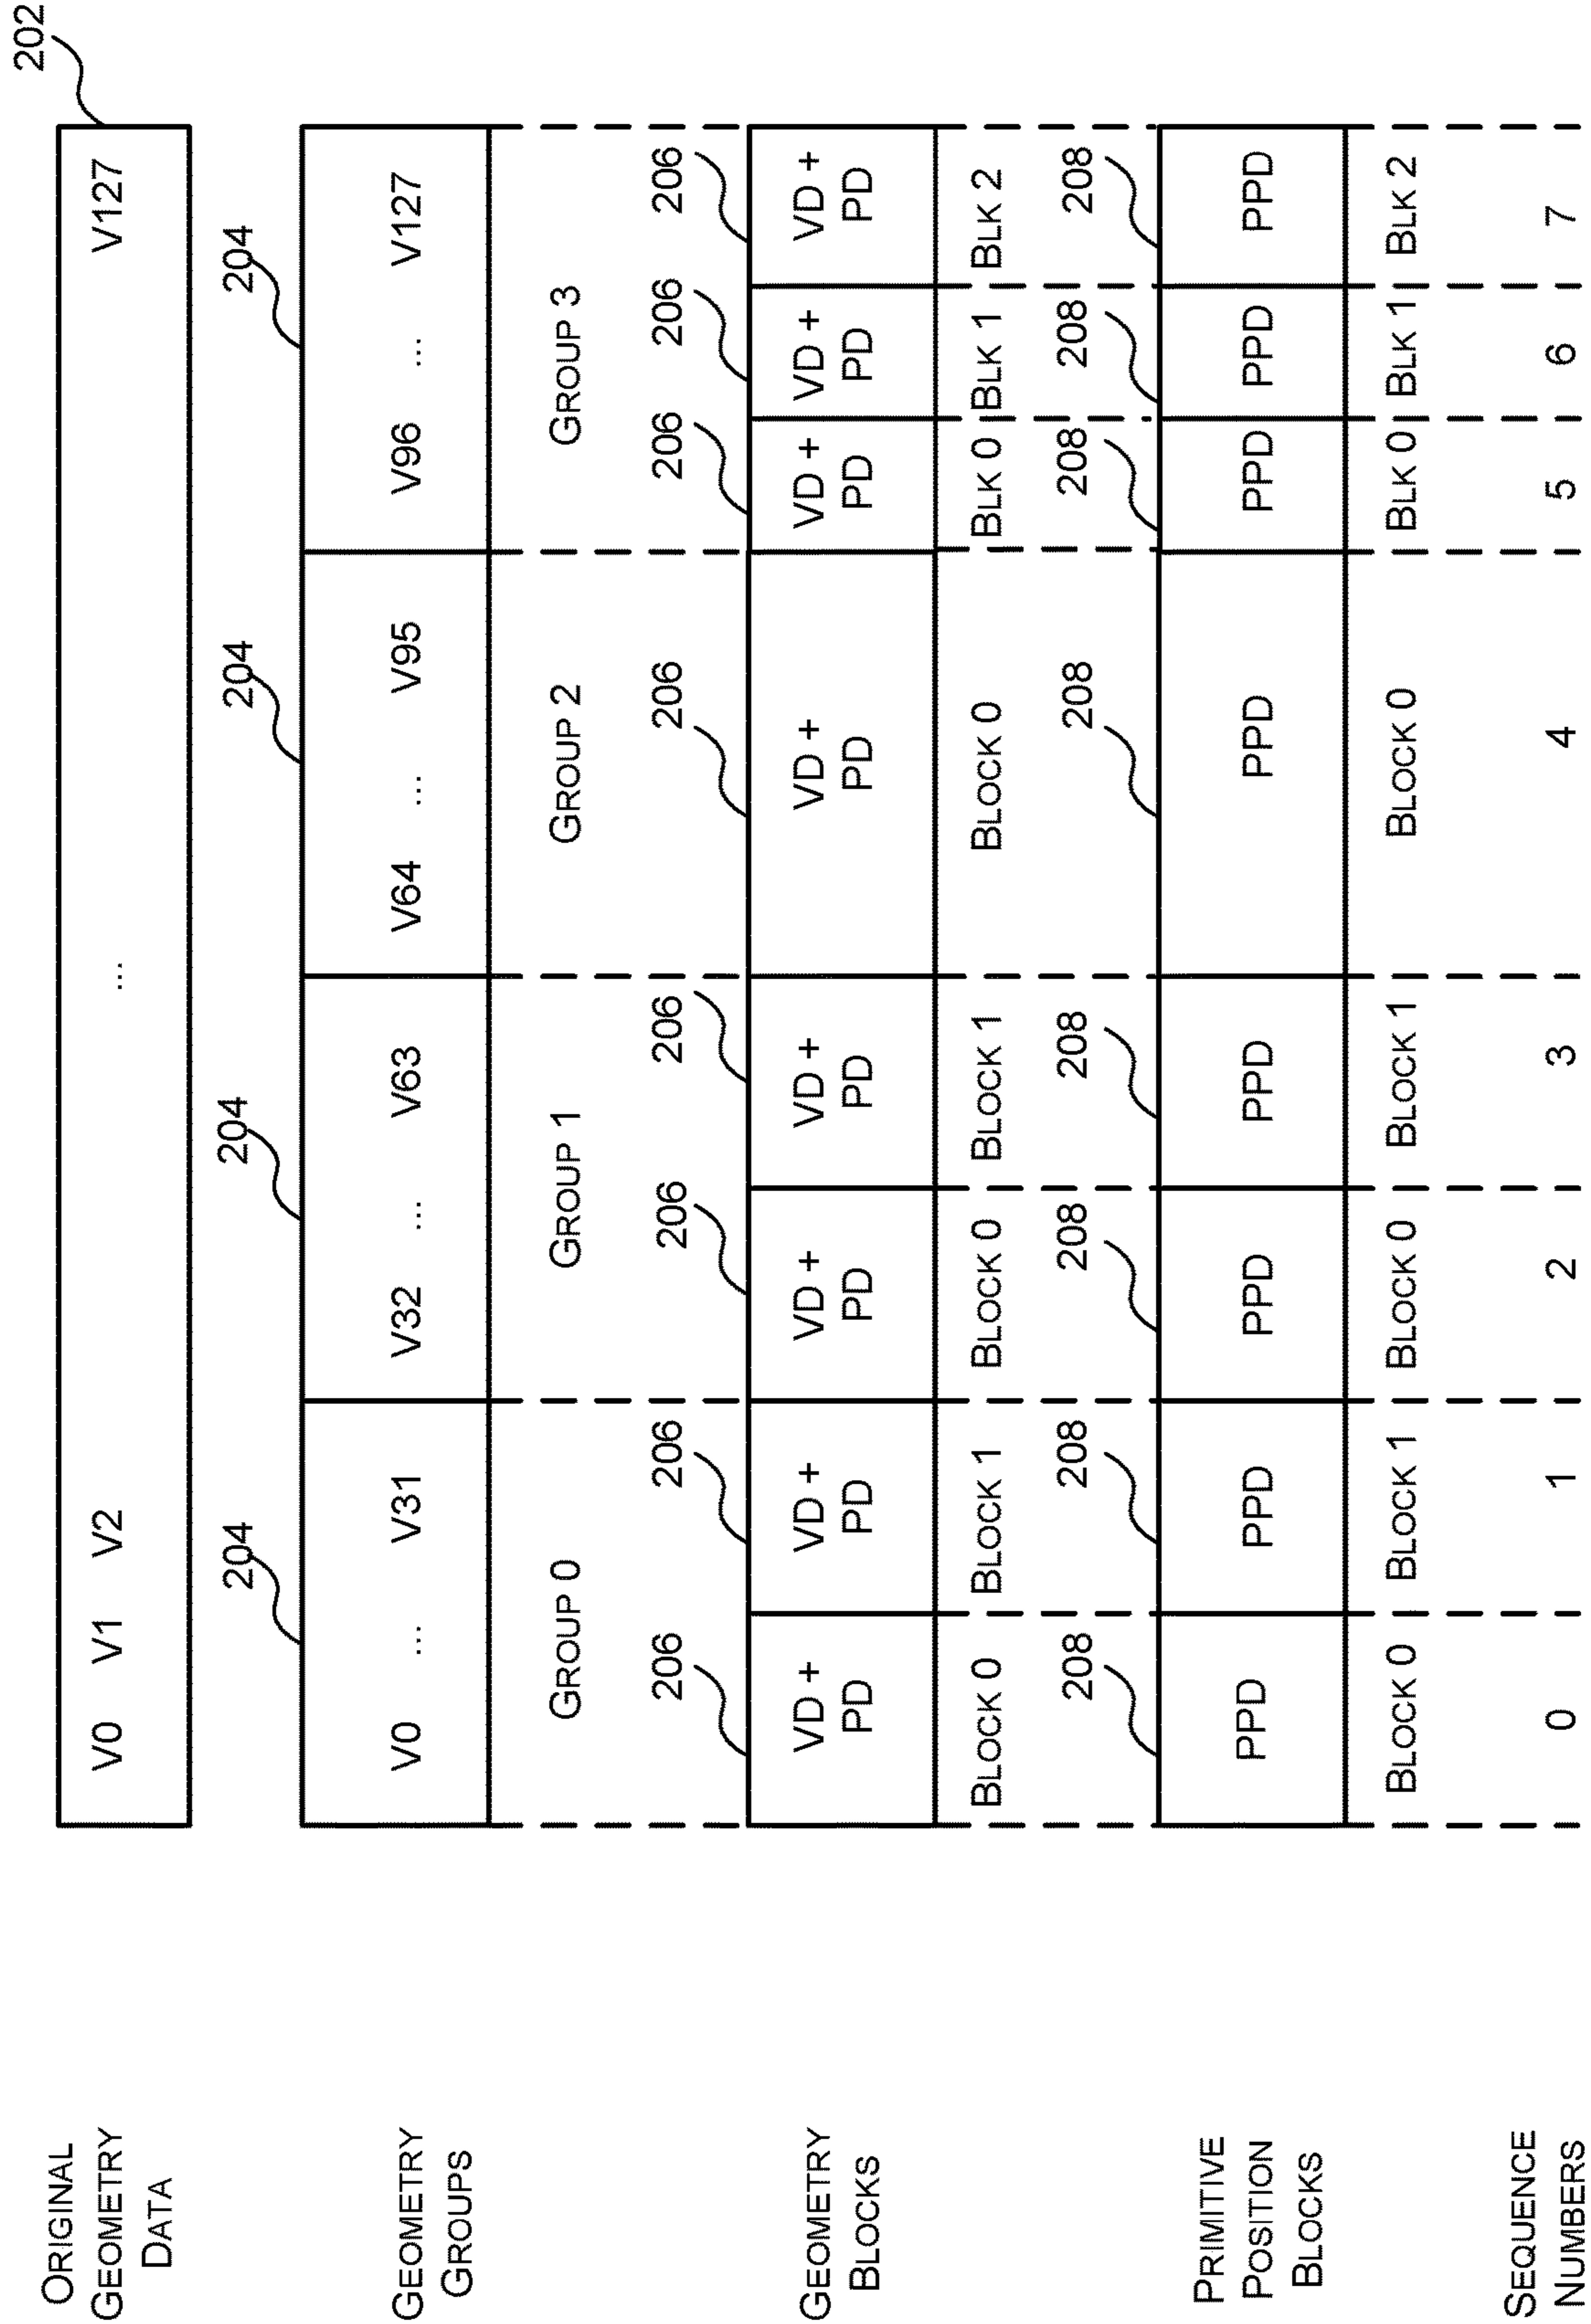 202
ORIGINAL
GEOMETRY
DATA
V0 V1 V2 ... V127
204 204 204 204
GEOMETRY
GROUPS
V0 ... V31 V32 ... V63 V64 ... V95 V96 ... V127
GROUP 0 GROUP 1 GROUP 2 GROUP 3
206 206 206 206 206 206 206 206
GEOMETRY
BLOCKS
VD + VD + VD + VD + VD + VD + VD + VD +
PD PD PD PD PD PD PD PD
BLOCK 0 BLOCK 1 BLOCK 0 BLOCK 1 BLOCK 0 BLK 0 BLK 1 BLK 2
208 208 208 208 208 208 208 208
PRIMITIVE
POSITION
BLOCKS
PPD PPD PPD PPD PPD PPD PPD PPD
BLOCK 0 BLOCK 1 BLOCK 0 BLOCK 1 BLOCK 0 BLK 0 BLK 1 BLK 2
SEQUENCE
NUMBERS
0 1 2 3 4 5 6 7